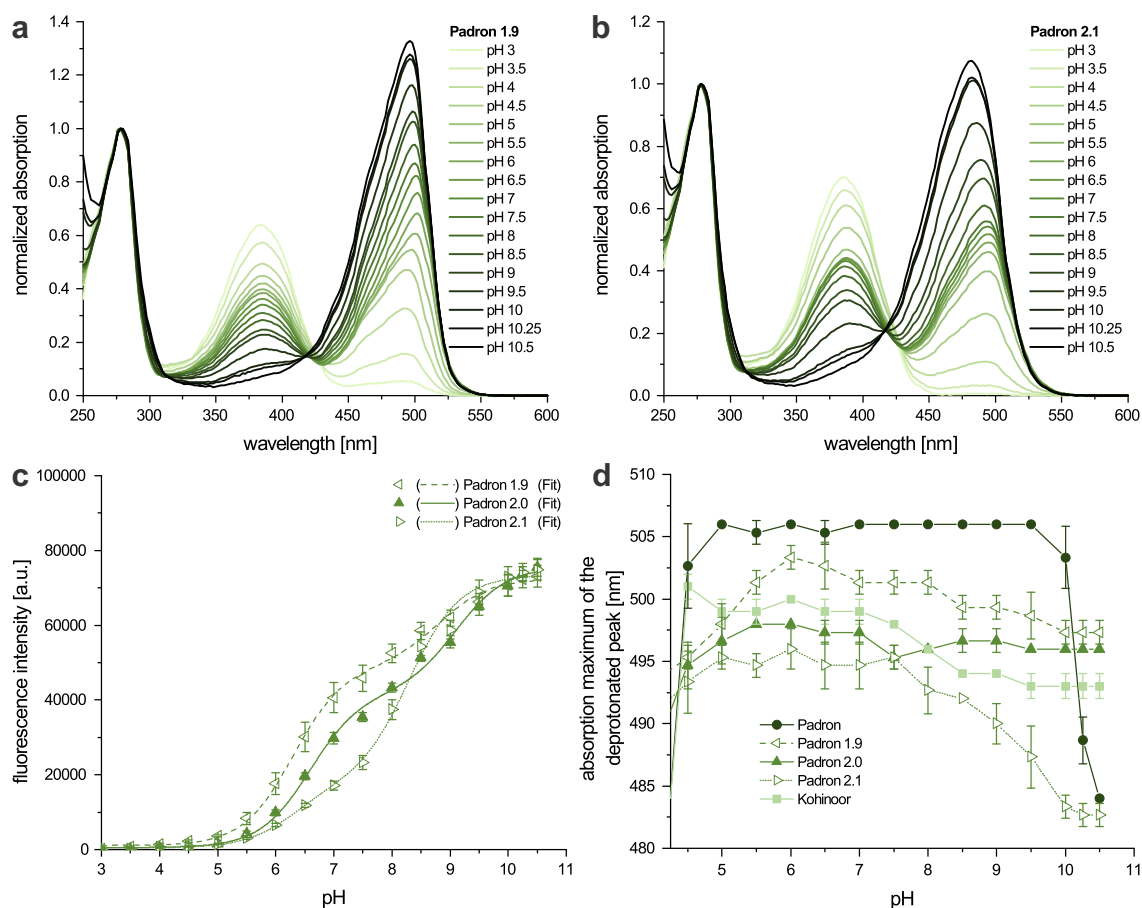 a
1.4
1.2
1.0
0.8
0.6
0.4
0.2
0.0
250 300 350 400 450 500 550 600
normalized absorption
wavelength [nm]
Padron 1.9
pH 3
pH 3.5
pH 4
pH 4.5
pH 5
pH 5.5
pH 6
pH 6.5
pH 7
pH 7.5
pH 8
pH 8.5
pH 9
pH 9.5
pH 10
pH 10.25
pH 10.5
b
1.2
1.0
0.8
0.6
0.4
0.2
0.0
250 300 350 400 450 500 550 600
normalized absorption
wavelength [nm]
Padron 2.1
pH 3
pH 3.5
pH 4
pH 4.5
pH 5
pH 5.5
pH 6
pH 6.5
pH 7
pH 7.5
pH 8
pH 8.5
pH 9
pH 9.5
pH 10
pH 10.25
pH 10.5
c
100000
80000
60000
40000
20000
0
3 4 5 6 7 8 9 10 11
fluorescence intensity [a.u.]
pH
( ) Padron 1.9 (Fit)
( ) Padron 2.0 (Fit)
( ) Padron 2.1 (Fit)
d
505
500
495
490
485
480
5 6 7 8 9 10 11
absorption maximum of the
deprotonated peak [nm]
pH
Padron
Padron 1.9
Padron 2.0
Padron 2.1
Kohinoor